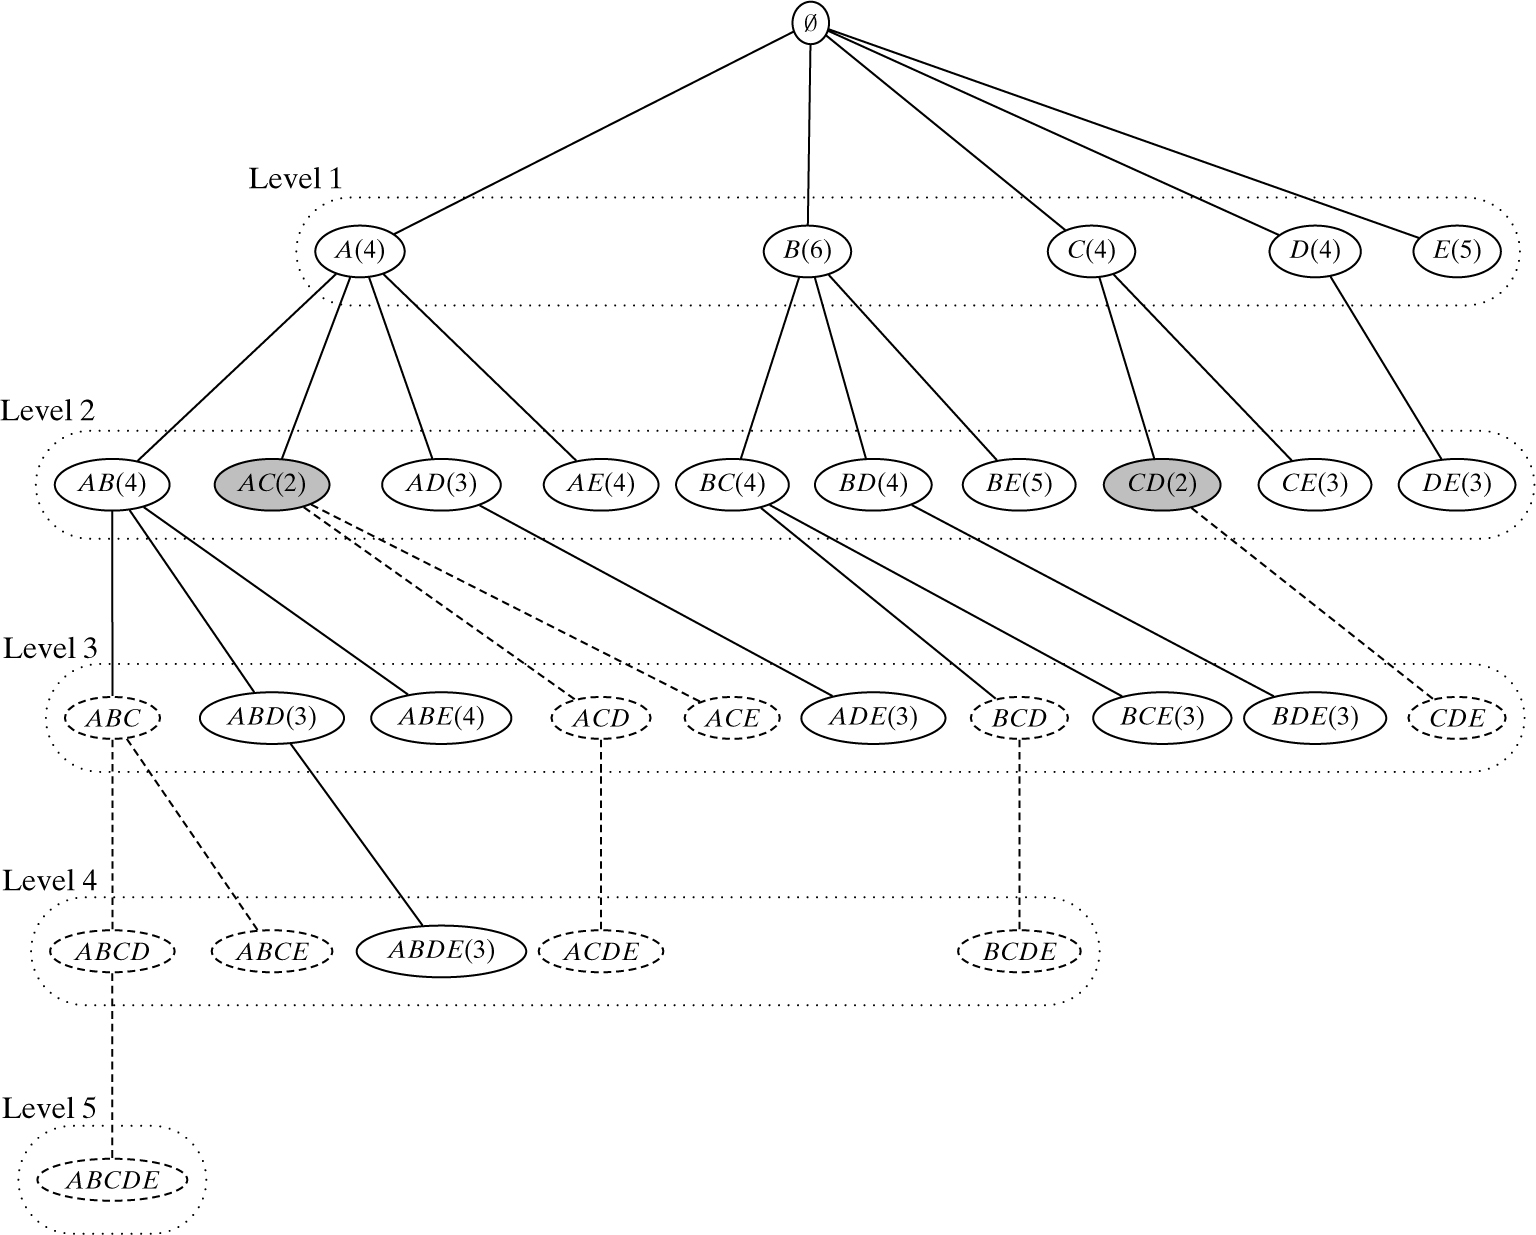 ∅
Level 1
A(4) B(6) C(4) D(4) E(5)
Level 2
AB(4) AC(2) AD(3) AE(4) BC(4) BD(4) BE(5) CD(2) CE(3) DE(3)
Level 3
ABC ABD(3) ABE(4) ACD ACE ADE(3) BCD BCE(3) BDE(3) CDE
Level 4
ABCD ABCE ABDE(3) ACDE BCDE
Level 5
ABCDE